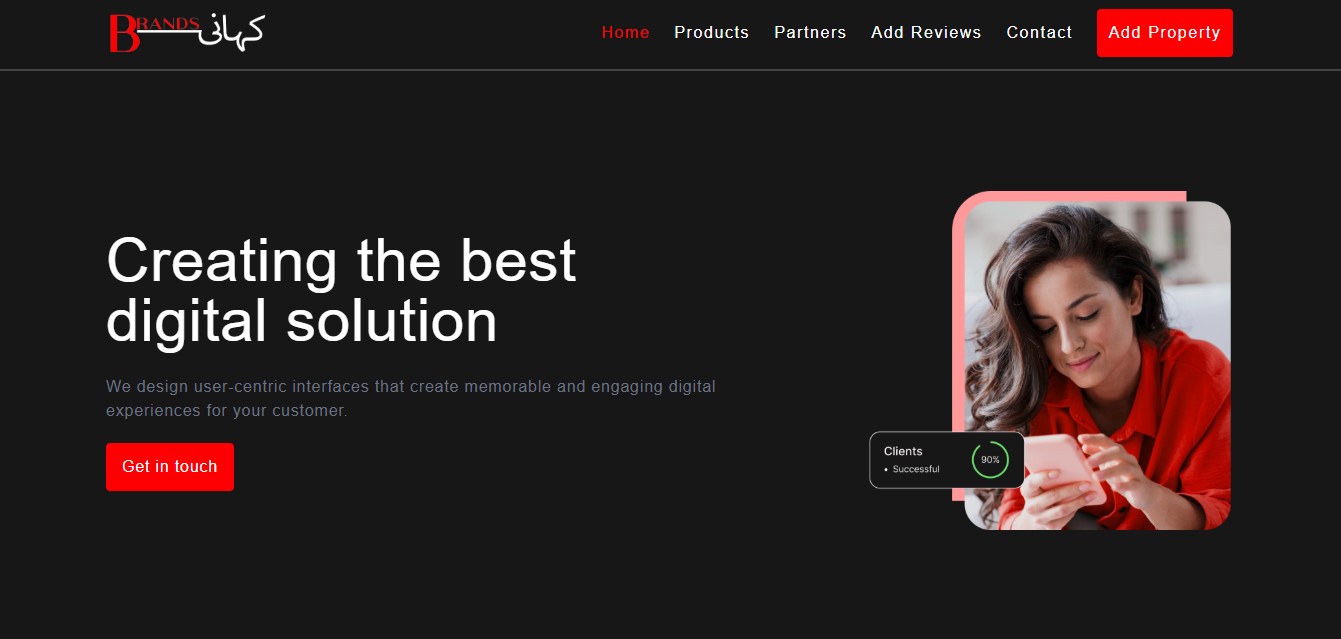 BRANDS کہانی
Home Products Partners Add Reviews Contact Add Property
Creating the best
digital solution
We design user-centric interfaces that create memorable and engaging digital
experiences for your customer.
Get in touch
Clients
• Successful
90%